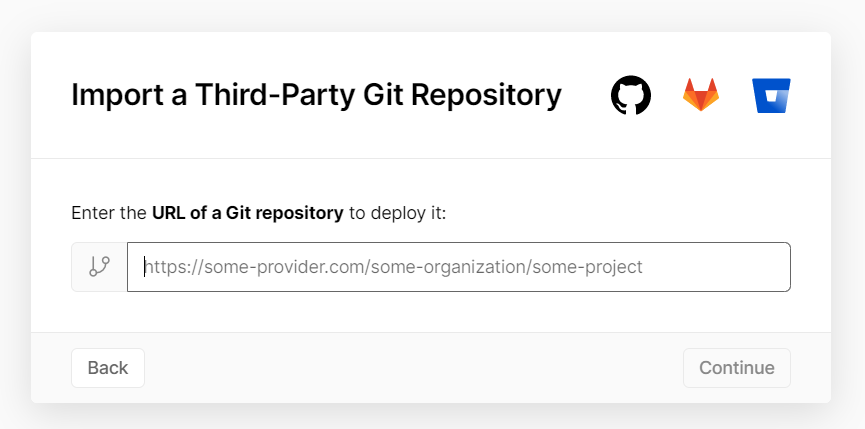 Import a Third-Party Git Repository
Enter the URL of a Git repository to deploy it:
https://some-provider.com/some-organization/some-project
Back
Continue